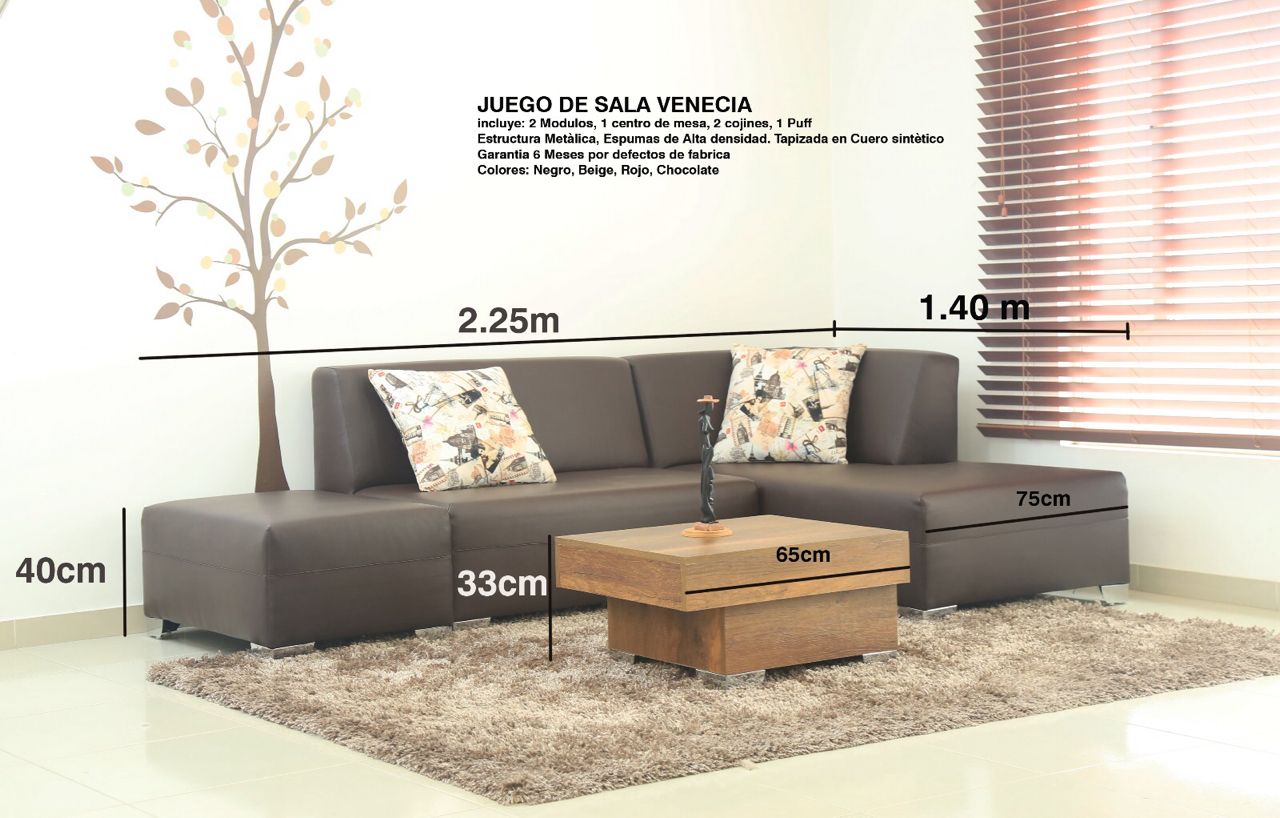 JUEGO DE SALA VENECIA
incluye: 2 Modulos, 1 centro de mesa, 2 cojines, 1 Puff
Estructura Metàlica, Espumas de Alta densidad. Tapizada en Cuero sintètico
Garantia 6 Meses por defectos de fabrica
Colores: Negro, Beige, Rojo, Chocolate
2.25m
1.40 m
75cm
65cm
40cm
33cm